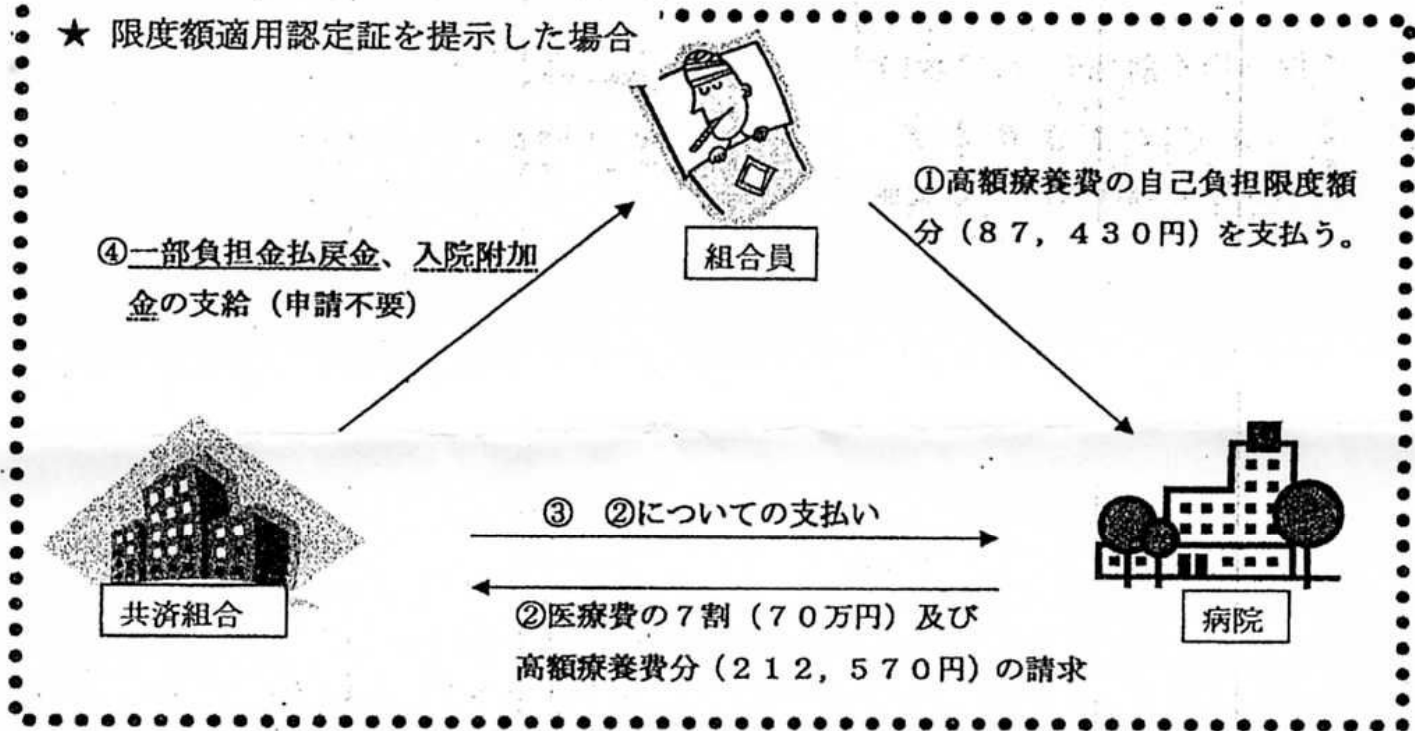 ★ 限度額適用認定証を提示した場合
①高額療養費の自己負担限度額
分（８７，４３０円）を支払う。
組合員
④一部負担金払戻金、入院附加
金の支給（申請不要）
③　②についての支払い
共済組合
②医療費の７割（７０万円）及び
高額療養費分（２１２，５７０円）の請求
病院